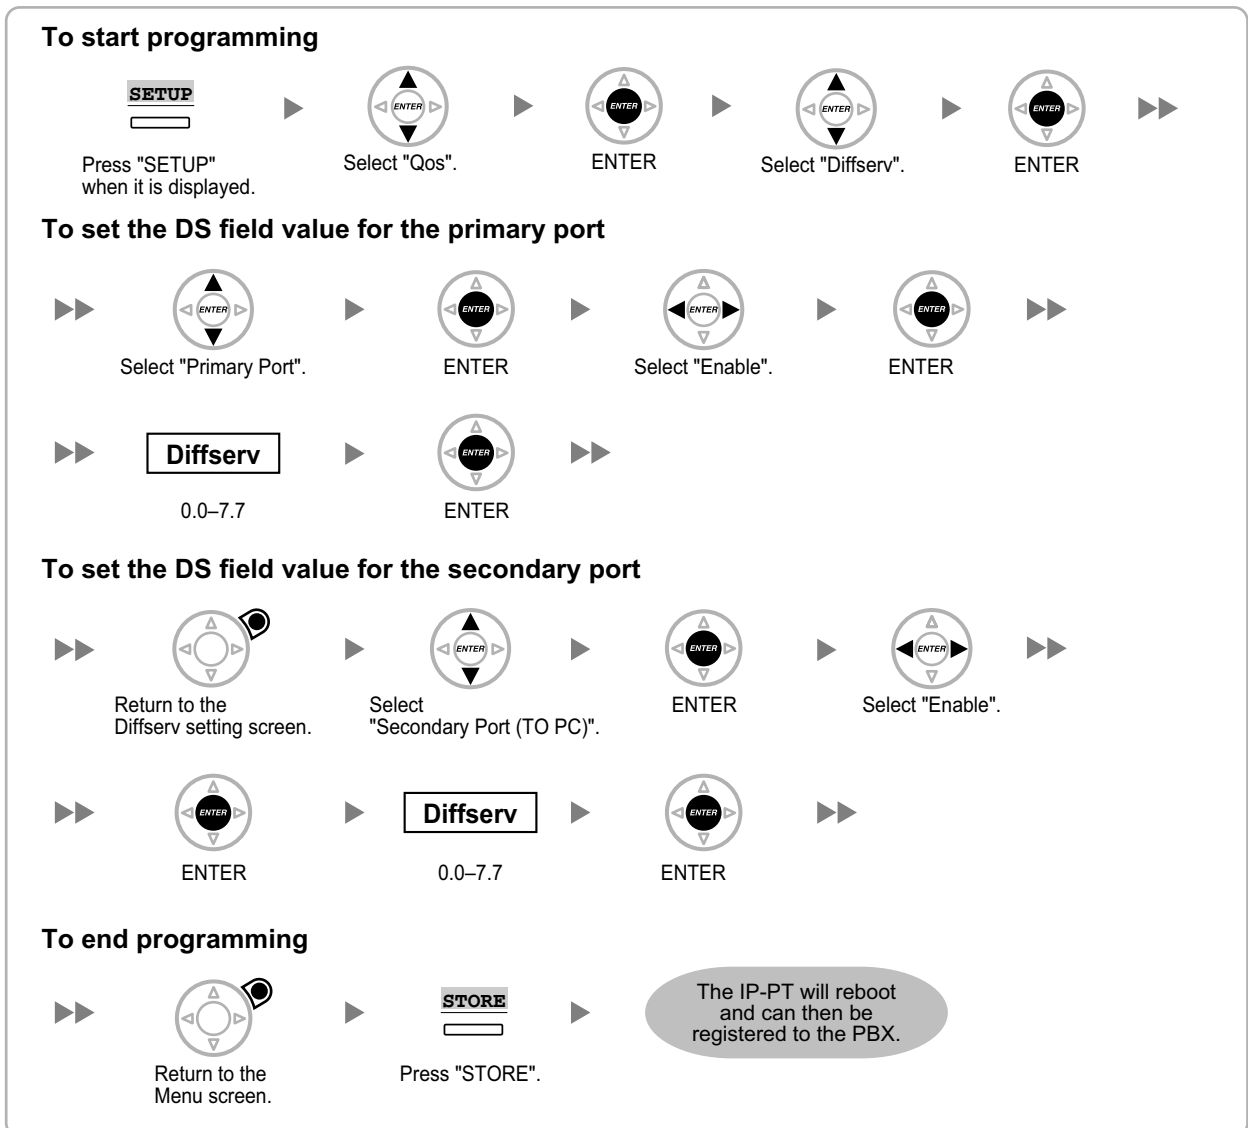 To start programming
SETUP
ENTER
ENTER
ENTER
ENTER
Press "SETUP"
when it is displayed.
Select "Qos".
ENTER
Select "Diffserv".
ENTER
To set the DS field value for the primary port
ENTER
ENTER
ENTER
ENTER
Select "Primary Port".
ENTER
Select "Enable".
ENTER
Diffserv
ENTER
0.0–7.7
ENTER
To set the DS field value for the secondary port
ENTER
ENTER
ENTER
Return to the
Diffserv setting screen.
Select
"Secondary Port (TO PC)".
ENTER
Select "Enable".
ENTER
Diffserv
ENTER
ENTER
0.0–7.7
ENTER
To end programming
STORE
The IP-PT will reboot
and can then be
registered to the PBX.
Return to the
Menu screen.
Press "STORE".